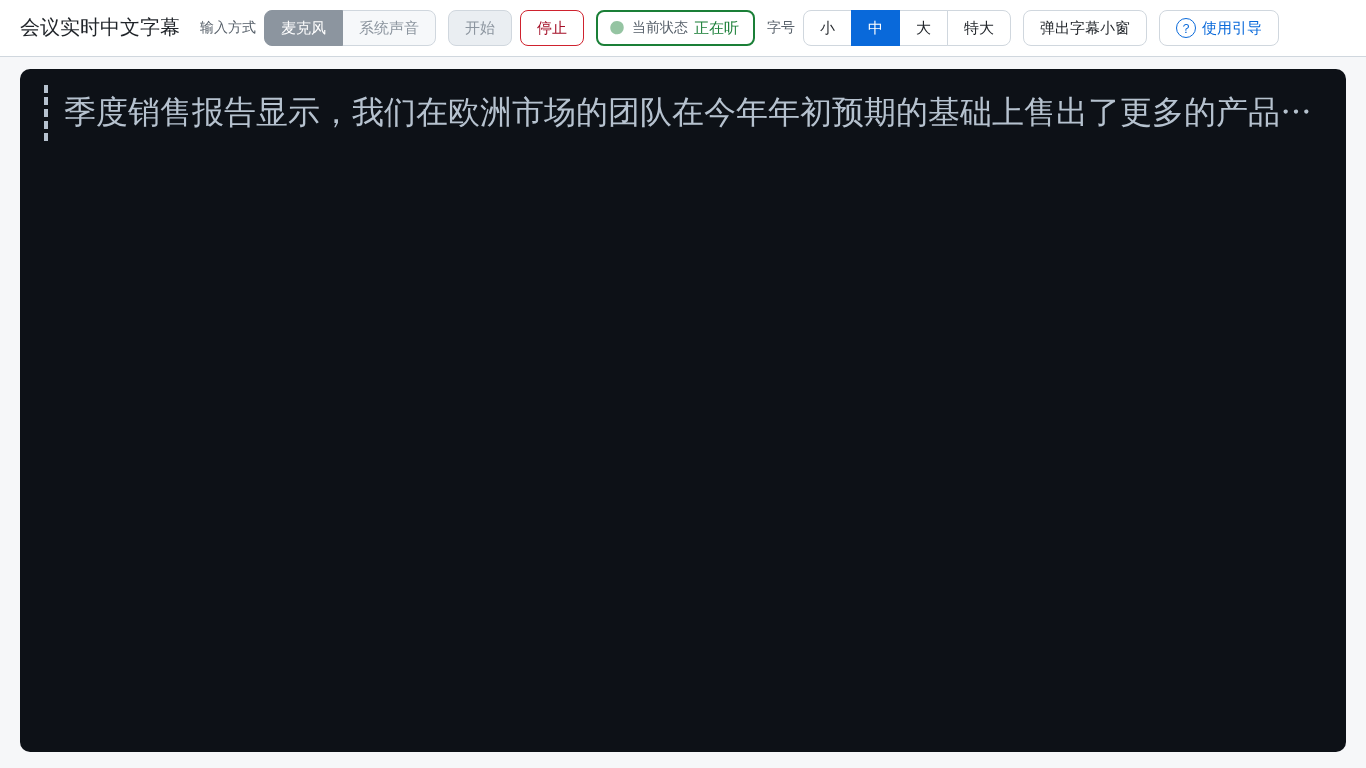 会议实时中文字幕 输入方式 麦克风 系统声音 开始 停止 当前状态 正在听 字号 小 中 大 特大 弹出字幕小窗 ? 使用引导
季度销售报告显示，我们在欧洲市场的团队在今年年初预期的基础上售出了更多的产品…